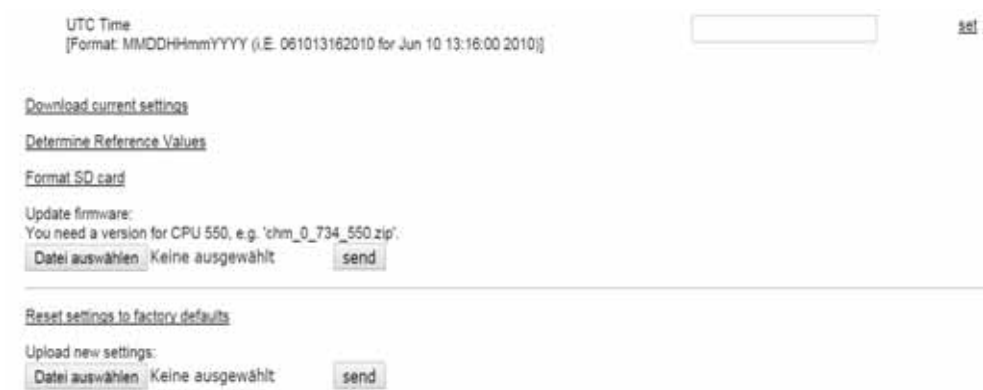 UTC Time set
[Format: MMDDHHmmYYYY (i.E. 061013162010 for Jun 10 13:16:00 2010)]
Download current settings
Determine Reference Values
Format SD card
Update firmware:
You need a version for CPU 550, e.g. 'chm_0_734_550.zip'.
Datei auswählen Keine ausgewählt send
Reset settings to factory defaults
Upload new settings:
Datei auswählen Keine ausgewählt send